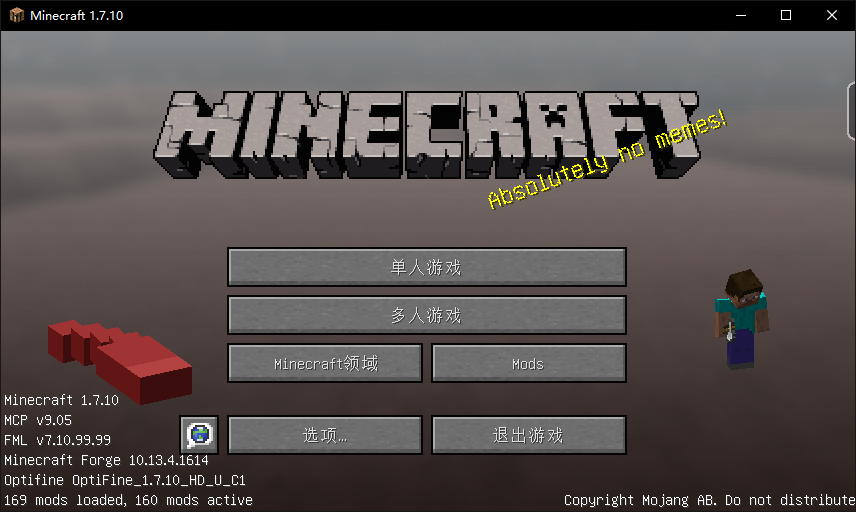 Minecraft 1.7.10
MINECRAFT
Absolutely no memes!
单人游戏
多人游戏
Minecraft领域
Mods
选项…
退出游戏
Minecraft 1.7.10
MCP v9.05
FML v7.10.99.99
Minecraft Forge 10.13.4.1614
Optifine OptiFine_1.7.10_HD_U_C1
169 mods loaded, 160 mods active
Copyright Mojang AB. Do not distribute